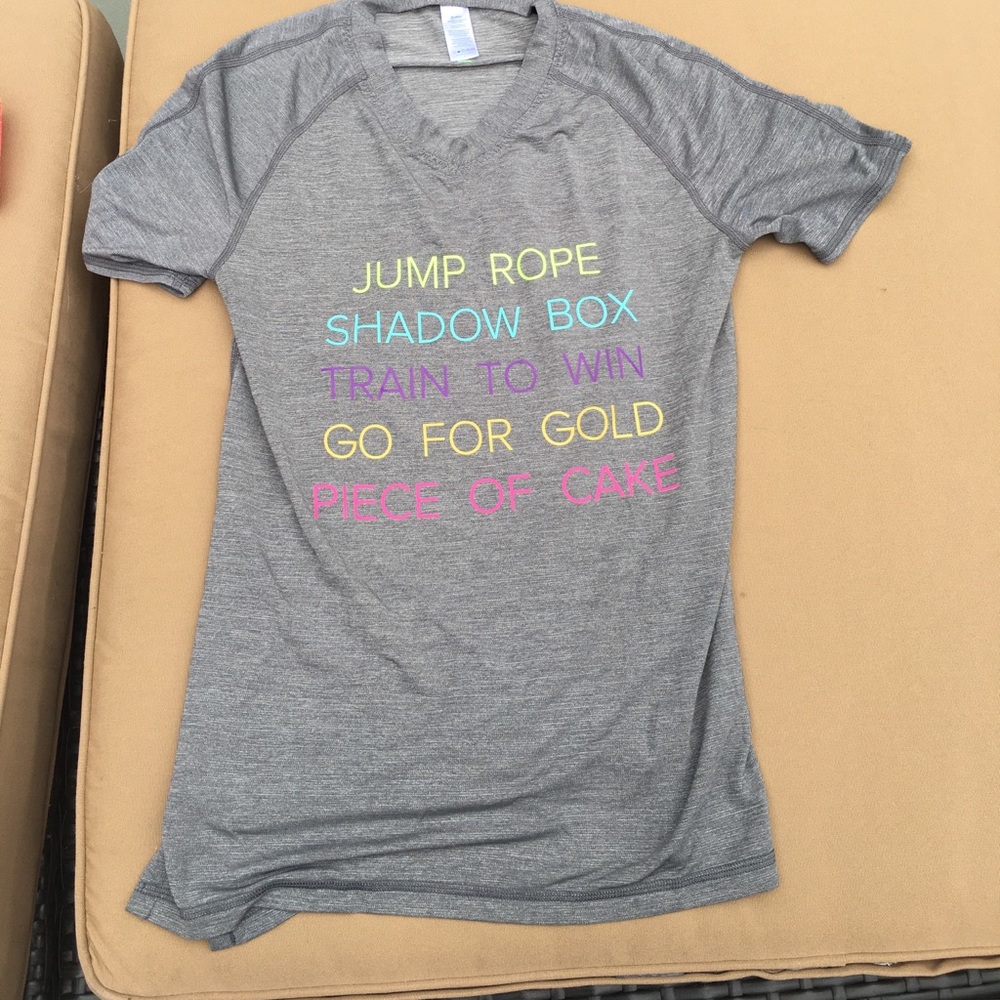 JUMP ROPE
SHADOW BOX
TRAIN TO WIN
GO FOR GOLD
PIECE OF CAKE